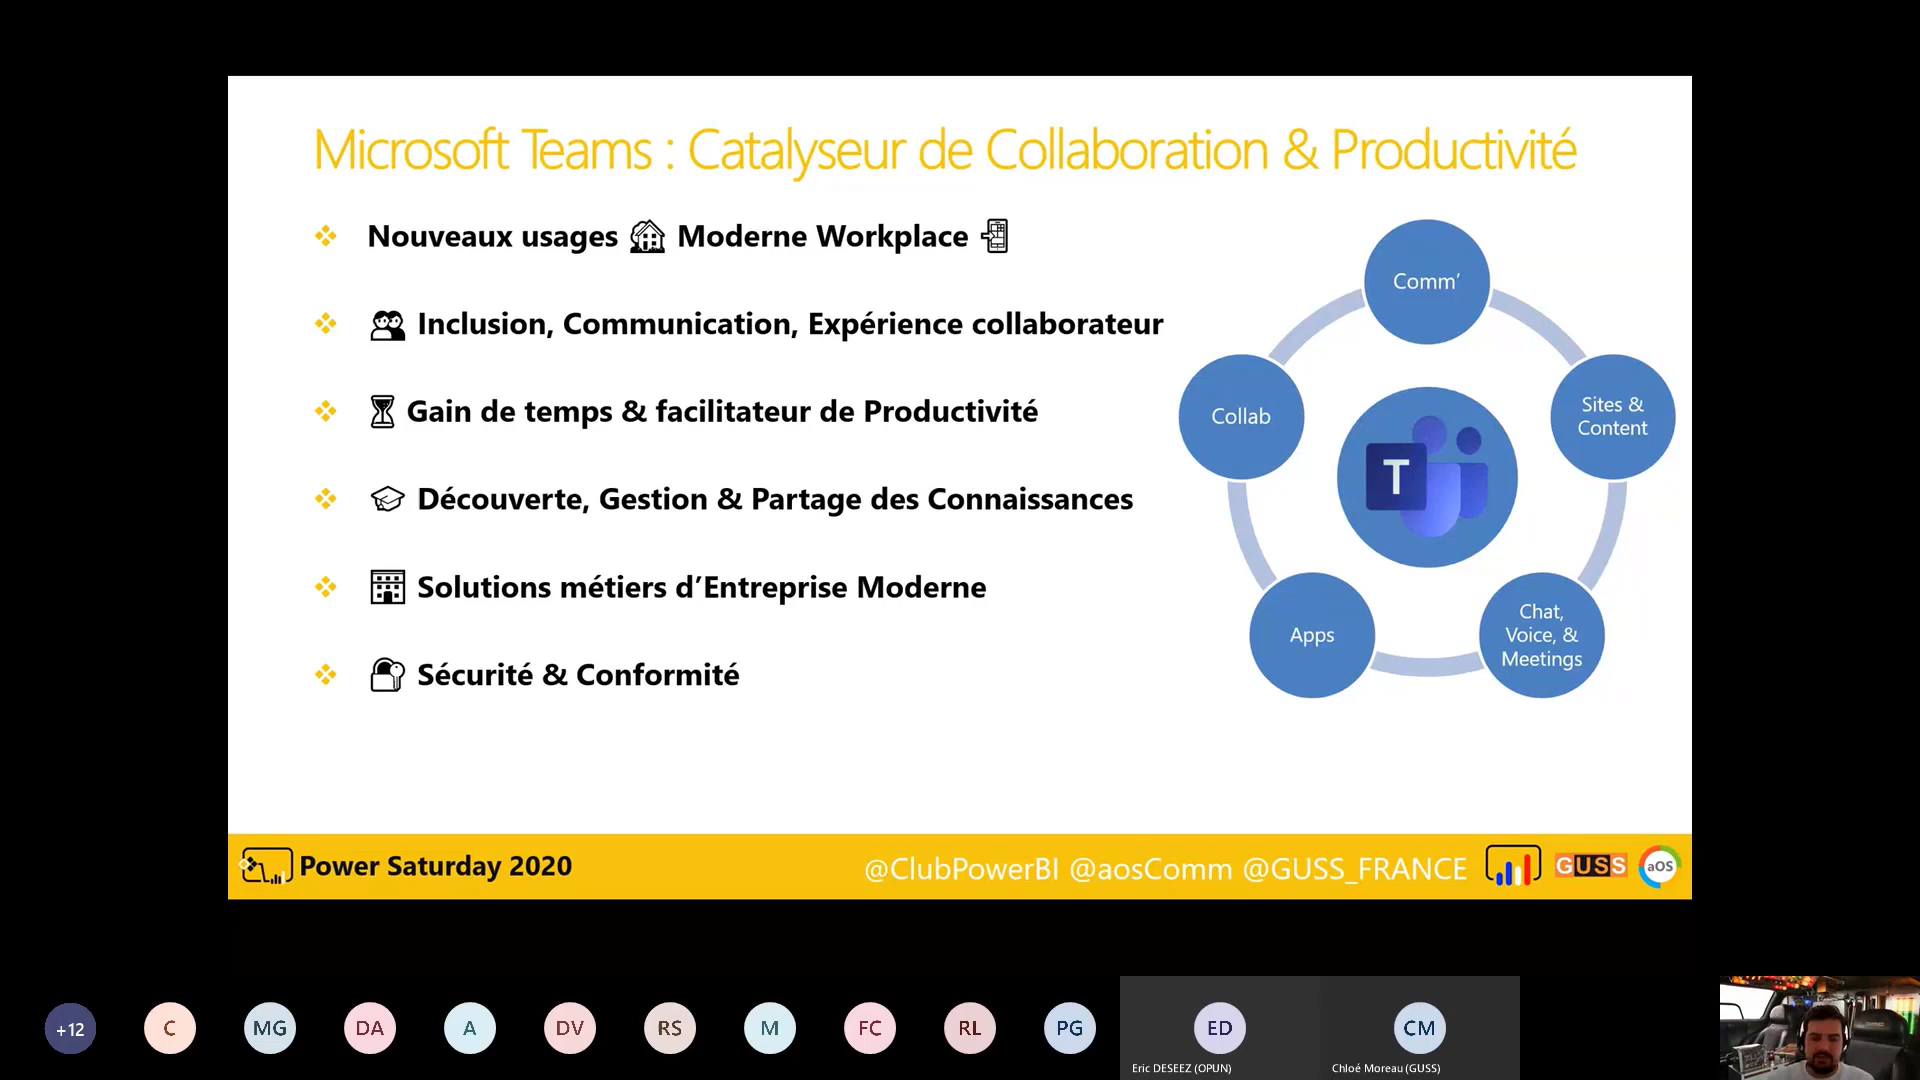 Microsoft Teams : Catalyseur de Collaboration & Productivité
Nouveaux usages Moderne Workplace
Inclusion, Communication, Expérience collaborateur
Gain de temps & facilitateur de Productivité
Découverte, Gestion & Partage des Connaissances
Solutions métiers d’Entreprise Moderne
Sécurité & Conformité
Comm’
Collab
Sites &
Content
T
Apps
Chat,
Voice, &
Meetings
Power Saturday 2020
@ClubPowerBI @aosComm @GUSS_FRANCE
GUSS
aOS
+12
C
MG
DA
A
DV
RS
M
FC
RL
PG
ED
CM
Eric DESEEZ (OPUN)
Chloé Moreau (GUSS)